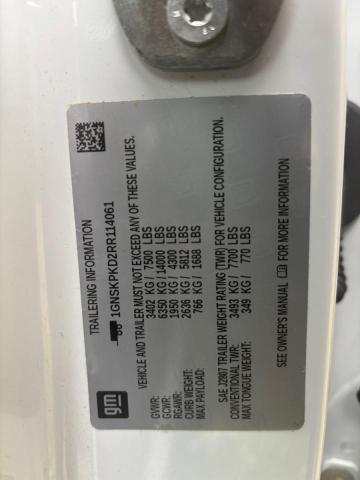 TRAILERING INFORMATION
1GNSKPKD2RR114061
VEHICLE AND TRAILER MUST NOT EXCEED ANY OF THESE VALUES.
GVWR: 3402 KG / 7500 LBS
GCWR: 6350 KG / 14000 LBS
RGAWR: 1950 KG / 4300 LBS
CURB WEIGHT: 2636 KG / 5812 LBS
MAX PAYLOAD: 766 KG / 1688 LBS
SAE J2807 TRAILER WEIGHT RATING (TWR) FOR VEHICLE CONFIGURATION.
CONVENTIONAL TWR: 3493 KG / 7700 LBS
MAX TONGUE WEIGHT: 349 KG / 770 LBS
SEE OWNER'S MANUAL FOR MORE INFORMATION
gm